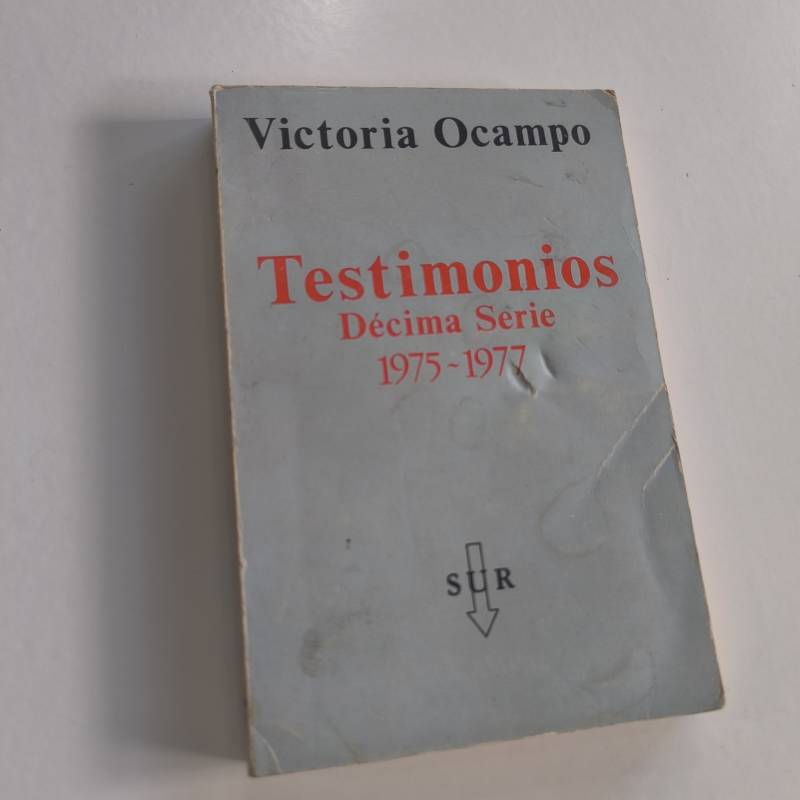 Victoria Ocampo
Testimonios
Décima Serie
1975-1977
SUR